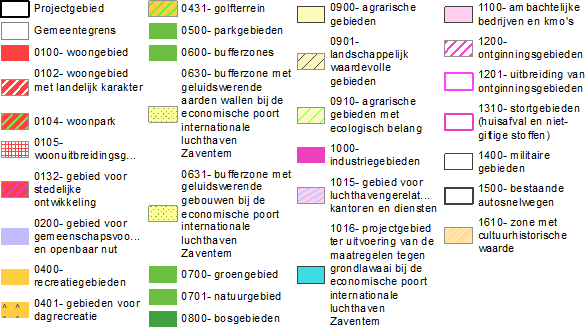 Projectgebied
Gemeentegrens
0100- woongebied
0102- woongebied
met landelijk karakter
0104- woonpark
0105-
woonuitbreidingsg...
0132- gebied voor
stedelijke
ontwikkeling
0200- gebied voor
gemeenschapsvoo...
en openbaar nut
0400-
recreatiegebieden
0401- gebieden voor
dagrecreatie
0431- golfterrein
0500- parkgebieden
0600- bufferzones
0630- bufferzone met
geluidswerende
aarden wallen bij de
economische poort
internationale
luchthaven
Zaventem
0631- bufferzone met
geluidswerende
gebouwen bij de
economische poort
internationale
luchthaven
Zaventem
0700- groengebied
0701- natuurgebied
0800- bosgebieden
0900- agrarische
gebieden
0901-
landschappelijk
waardevolle
gebieden
0910- agrarische
gebieden met
ecologisch belang
1000-
industriegebieden
1015- gebied voor
luchthavengerelat...
kantoren en diensten
1016- projectgebied
ter uitvoering van de
maatregelen tegen
grondlawaai bij de
economische poort
internationale
luchthaven
Zaventem
1100- ambachtelijke
bedrijven en kmo's
1200-
ontginningsgebieden
1201- uitbreiding van
ontginningsgebieden
1310- stortgebieden
(huisafval en niet-
giftige stoffen)
1400- militaire
gebieden
1500- bestaande
autosnelwegen
1610- zone met
cultuurhistorische
waarde